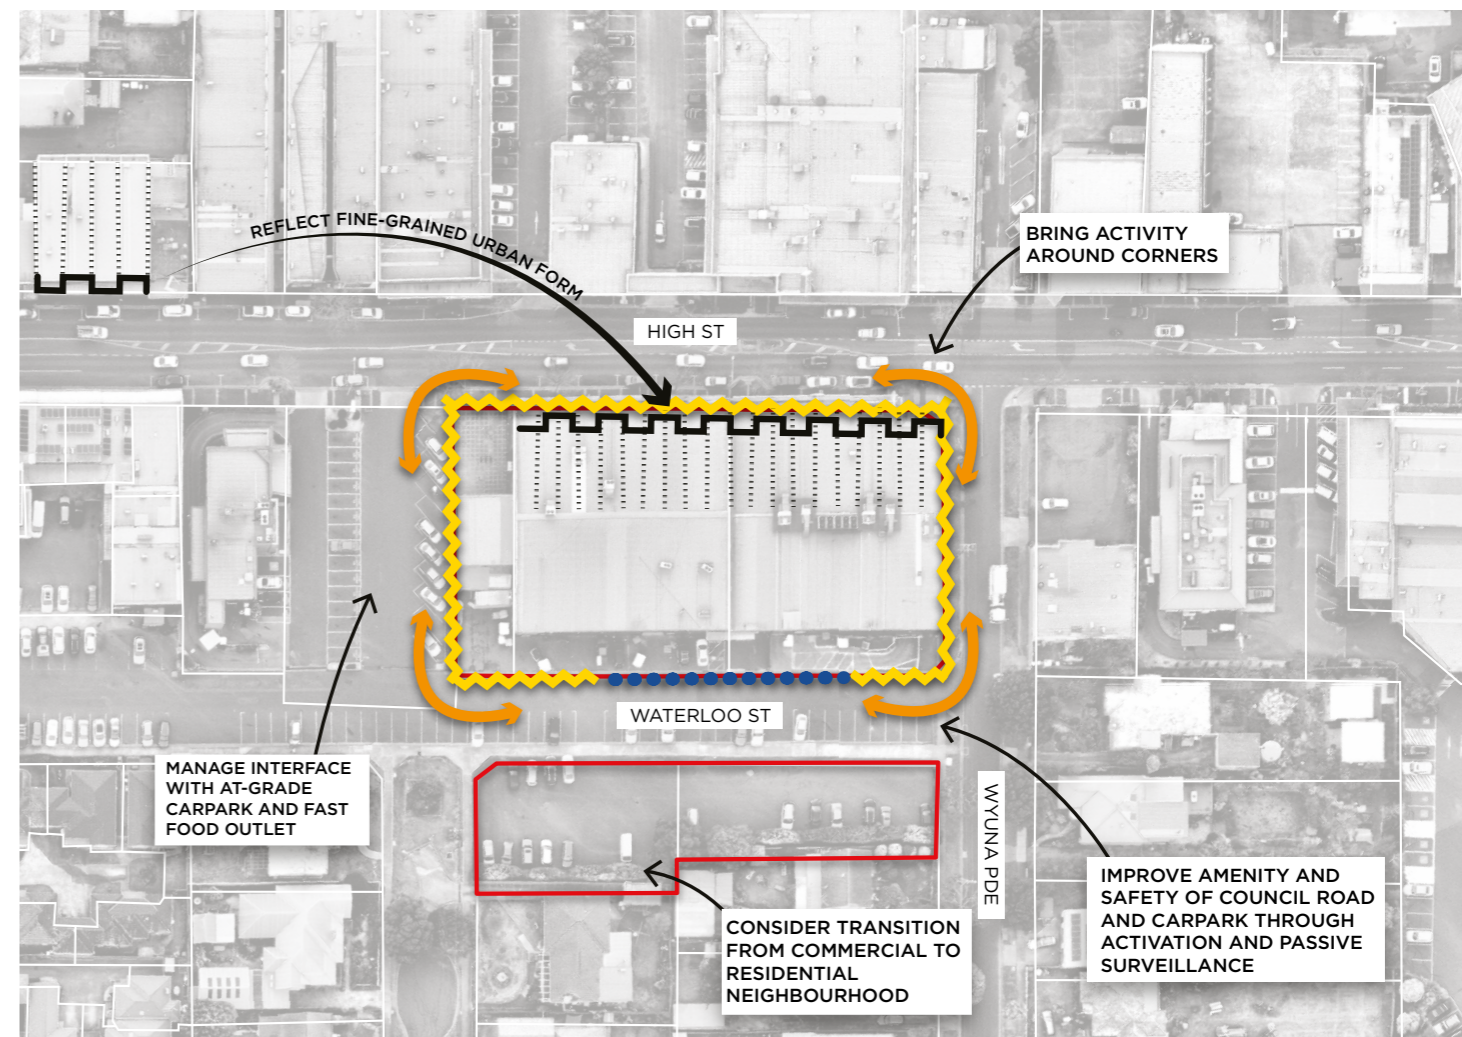 REFLECT FINE-GRAINED URBAN FORM
BRING ACTIVITY
AROUND CORNERS
HIGH ST
WATERLOO ST
MANAGE INTERFACE
WITH AT-GRADE
CARPARK AND FAST
FOOD OUTLET
WYUNA PDE
IMPROVE AMENITY AND
SAFETY OF COUNCIL ROAD
AND CARPARK THROUGH
ACTIVATION AND PASSIVE
SURVEILLANCE
CONSIDER TRANSITION
FROM COMMERCIAL TO
RESIDENTIAL
NEIGHBOURHOOD